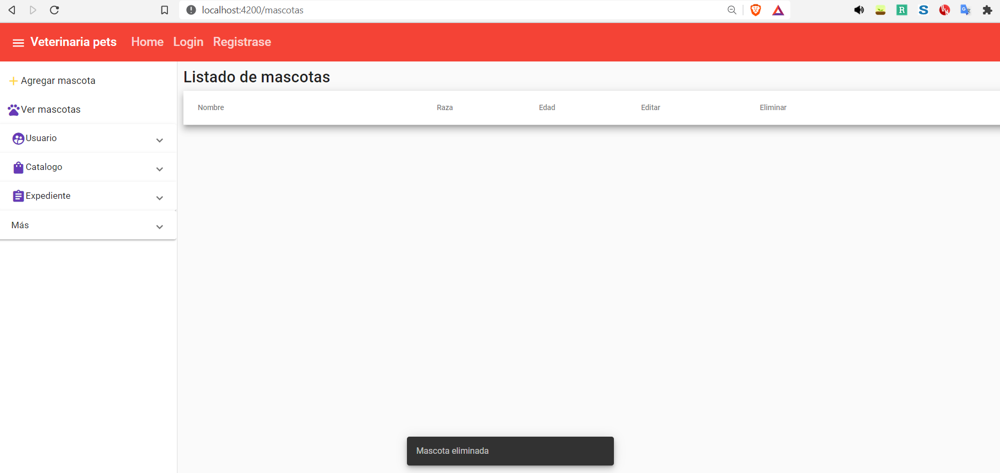 localhost:4200/mascotas
Veterinaria pets Home Login Registrase
Agregar mascota
Ver mascotas
Usuario
Catalogo
Expediente
Más
Listado de mascotas
Nombre Raza Edad Editar Eliminar
Mascota eliminada